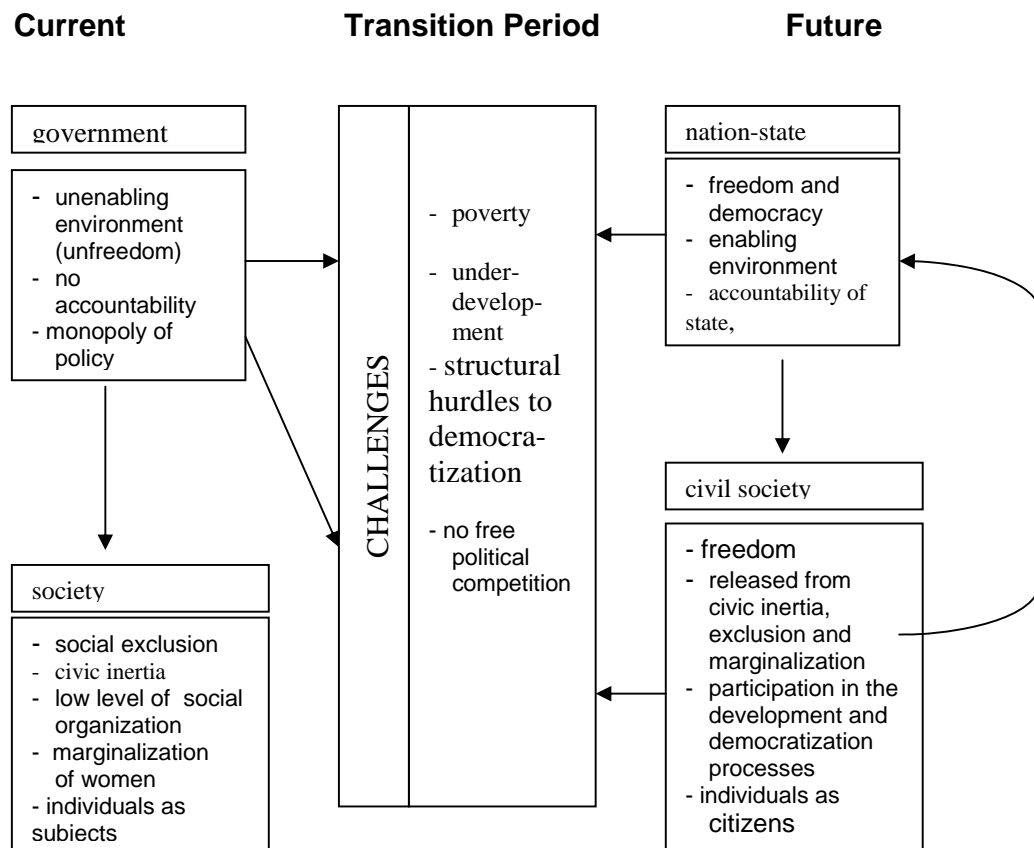 Current
Transition Period
Future
government
- unenabling
environment
(unfreedom)
- no
accountability
- monopoly of
policy
society
- social exclusion
- civic inertia
- low level of social
organization
- marginalization
of women
- individuals as
subjects
CHALLENGES
- poverty
- under-
develop-
ment
- structural
hurdles to
democra-
tization
- no free
political
competition
nation-state
- freedom and
democracy
- enabling
environment
- accountability of
state,
civil society
- freedom
- released from
civic inertia,
exclusion and
marginalization
- participation in the
development and
democratization
processes
- individuals as
citizens